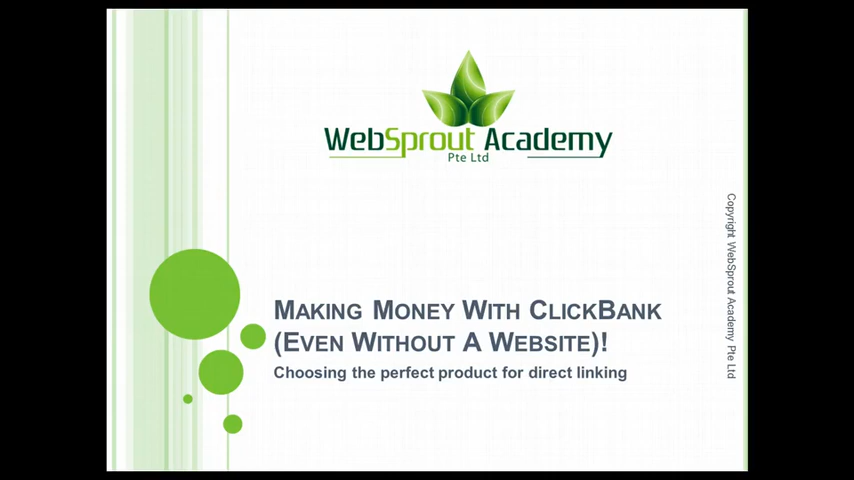 WebSprout Academy
Pte Ltd
Copyright WebSprout Academy Pte Ltd
MAKING MONEY WITH CLICKBANK
(EVEN WITHOUT A WEBSITE)!
Choosing the perfect product for direct linking